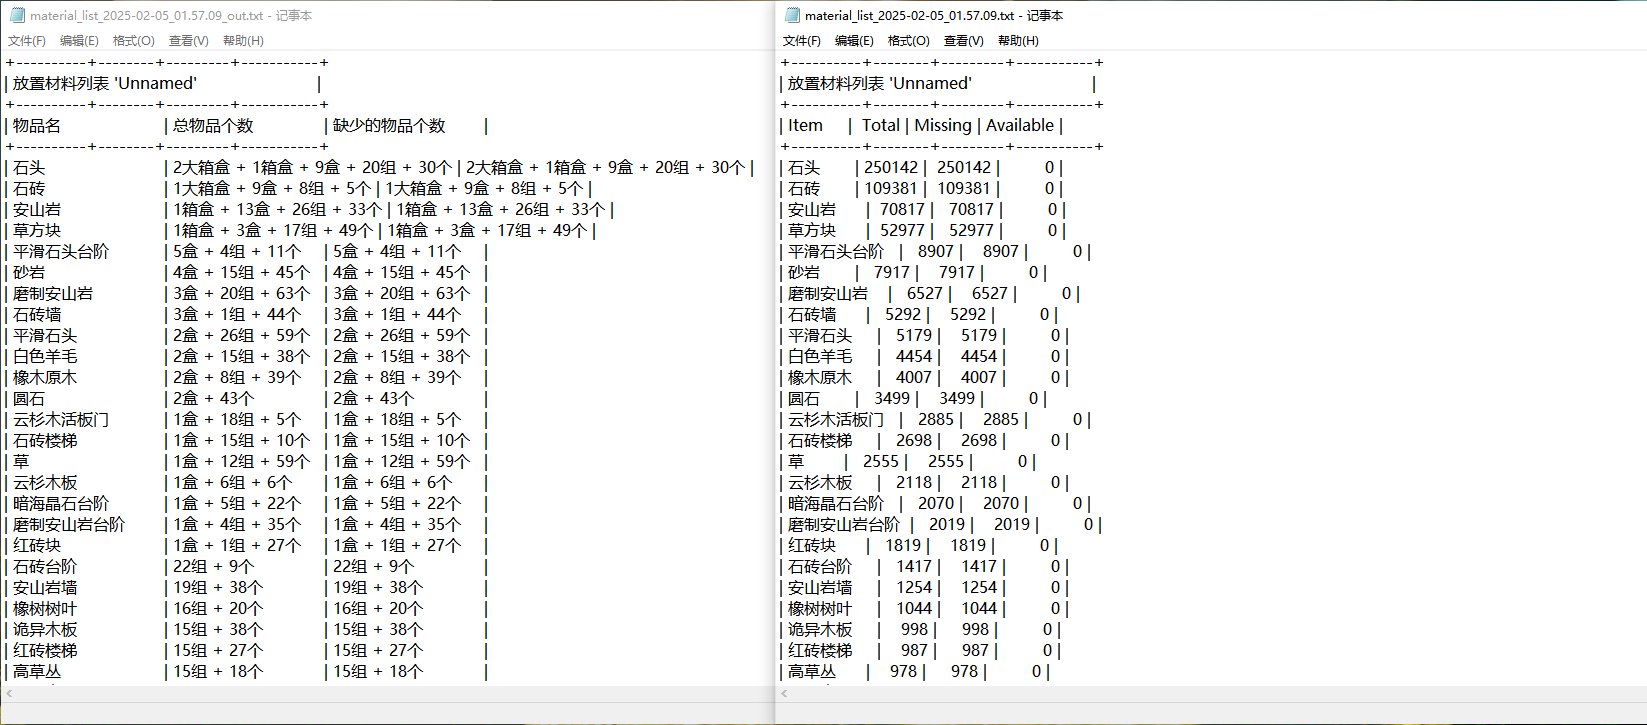 material_list_2025-02-05_01.57.09_out.txt - 记事本
文件(F) 编辑(E) 格式(O) 查看(V) 帮助(H)
+----------+--------+---------+-----------+
| 放置材料列表 'Unnamed' |
+----------+--------+---------+-----------+
| 物品名 | 总物品个数 | 缺少的物品个数 |
+----------+--------+---------+-----------+
| 石头 | 2大箱盒 + 1箱盒 + 9盒 + 20组 + 30个 | 2大箱盒 + 1箱盒 + 9盒 + 20组 + 30个 |
| 石砖 | 1大箱盒 + 9盒 + 8组 + 5个 | 1大箱盒 + 9盒 + 8组 + 5个 |
| 安山岩 | 1箱盒 + 13盒 + 26组 + 33个 | 1箱盒 + 13盒 + 26组 + 33个 |
| 草方块 | 1箱盒 + 3盒 + 17组 + 49个 | 1箱盒 + 3盒 + 17组 + 49个 |
| 平滑石头台阶 | 5盒 + 4组 + 11个 | 5盒 + 4组 + 11个 |
| 砂岩 | 4盒 + 15组 + 45个 | 4盒 + 15组 + 45个 |
| 磨制安山岩 | 3盒 + 20组 + 63个 | 3盒 + 20组 + 63个 |
| 石砖墙 | 3盒 + 1组 + 44个 | 3盒 + 1组 + 44个 |
| 平滑石头 | 2盒 + 26组 + 59个 | 2盒 + 26组 + 59个 |
| 白色羊毛 | 2盒 + 15组 + 38个 | 2盒 + 15组 + 38个 |
| 橡木原木 | 2盒 + 8组 + 39个 | 2盒 + 8组 + 39个 |
| 圆石 | 2盒 + 43个 | 2盒 + 43个 |
| 云杉木活板门 | 1盒 + 18组 + 5个 | 1盒 + 18组 + 5个 |
| 石砖楼梯 | 1盒 + 15组 + 10个 | 1盒 + 15组 + 10个 |
| 草 | 1盒 + 12组 + 59个 | 1盒 + 12组 + 59个 |
| 云杉木板 | 1盒 + 6组 + 6个 | 1盒 + 6组 + 6个 |
| 暗海晶石台阶 | 1盒 + 5组 + 22个 | 1盒 + 5组 + 22个 |
| 磨制安山岩台阶 | 1盒 + 4组 + 35个 | 1盒 + 4组 + 35个 |
| 红砖块 | 1盒 + 1组 + 27个 | 1盒 + 1组 + 27个 |
| 石砖台阶 | 22组 + 9个 | 22组 + 9个 |
| 安山岩墙 | 19组 + 38个 | 19组 + 38个 |
| 橡树树叶 | 16组 + 20个 | 16组 + 20个 |
| 诡异木板 | 15组 + 38个 | 15组 + 38个 |
| 红砖楼梯 | 15组 + 27个 | 15组 + 27个 |
| 高草丛 | 15组 + 18个 | 15组 + 18个 |
material_list_2025-02-05_01.57.09.txt - 记事本
文件(F) 编辑(E) 格式(O) 查看(V) 帮助(H)
+----------+--------+---------+-----------+
| 放置材料列表 'Unnamed' |
+----------+--------+---------+-----------+
| Item | Total | Missing | Available |
+----------+--------+---------+-----------+
| 石头 | 250142 | 250142 | 0 |
| 石砖 | 109381 | 109381 | 0 |
| 安山岩 | 70817 | 70817 | 0 |
| 草方块 | 52977 | 52977 | 0 |
| 平滑石头台阶 | 8907 | 8907 | 0 |
| 砂岩 | 7917 | 7917 | 0 |
| 磨制安山岩 | 6527 | 6527 | 0 |
| 石砖墙 | 5292 | 5292 | 0 |
| 平滑石头 | 5179 | 5179 | 0 |
| 白色羊毛 | 4454 | 4454 | 0 |
| 橡木原木 | 4007 | 4007 | 0 |
| 圆石 | 3499 | 3499 | 0 |
| 云杉木活板门 | 2885 | 2885 | 0 |
| 石砖楼梯 | 2698 | 2698 | 0 |
| 草 | 2555 | 2555 | 0 |
| 云杉木板 | 2118 | 2118 | 0 |
| 暗海晶石台阶 | 2070 | 2070 | 0 |
| 磨制安山岩台阶 | 2019 | 2019 | 0 |
| 红砖块 | 1819 | 1819 | 0 |
| 石砖台阶 | 1417 | 1417 | 0 |
| 安山岩墙 | 1254 | 1254 | 0 |
| 橡树树叶 | 1044 | 1044 | 0 |
| 诡异木板 | 998 | 998 | 0 |
| 红砖楼梯 | 987 | 987 | 0 |
| 高草丛 | 978 | 978 | 0 |